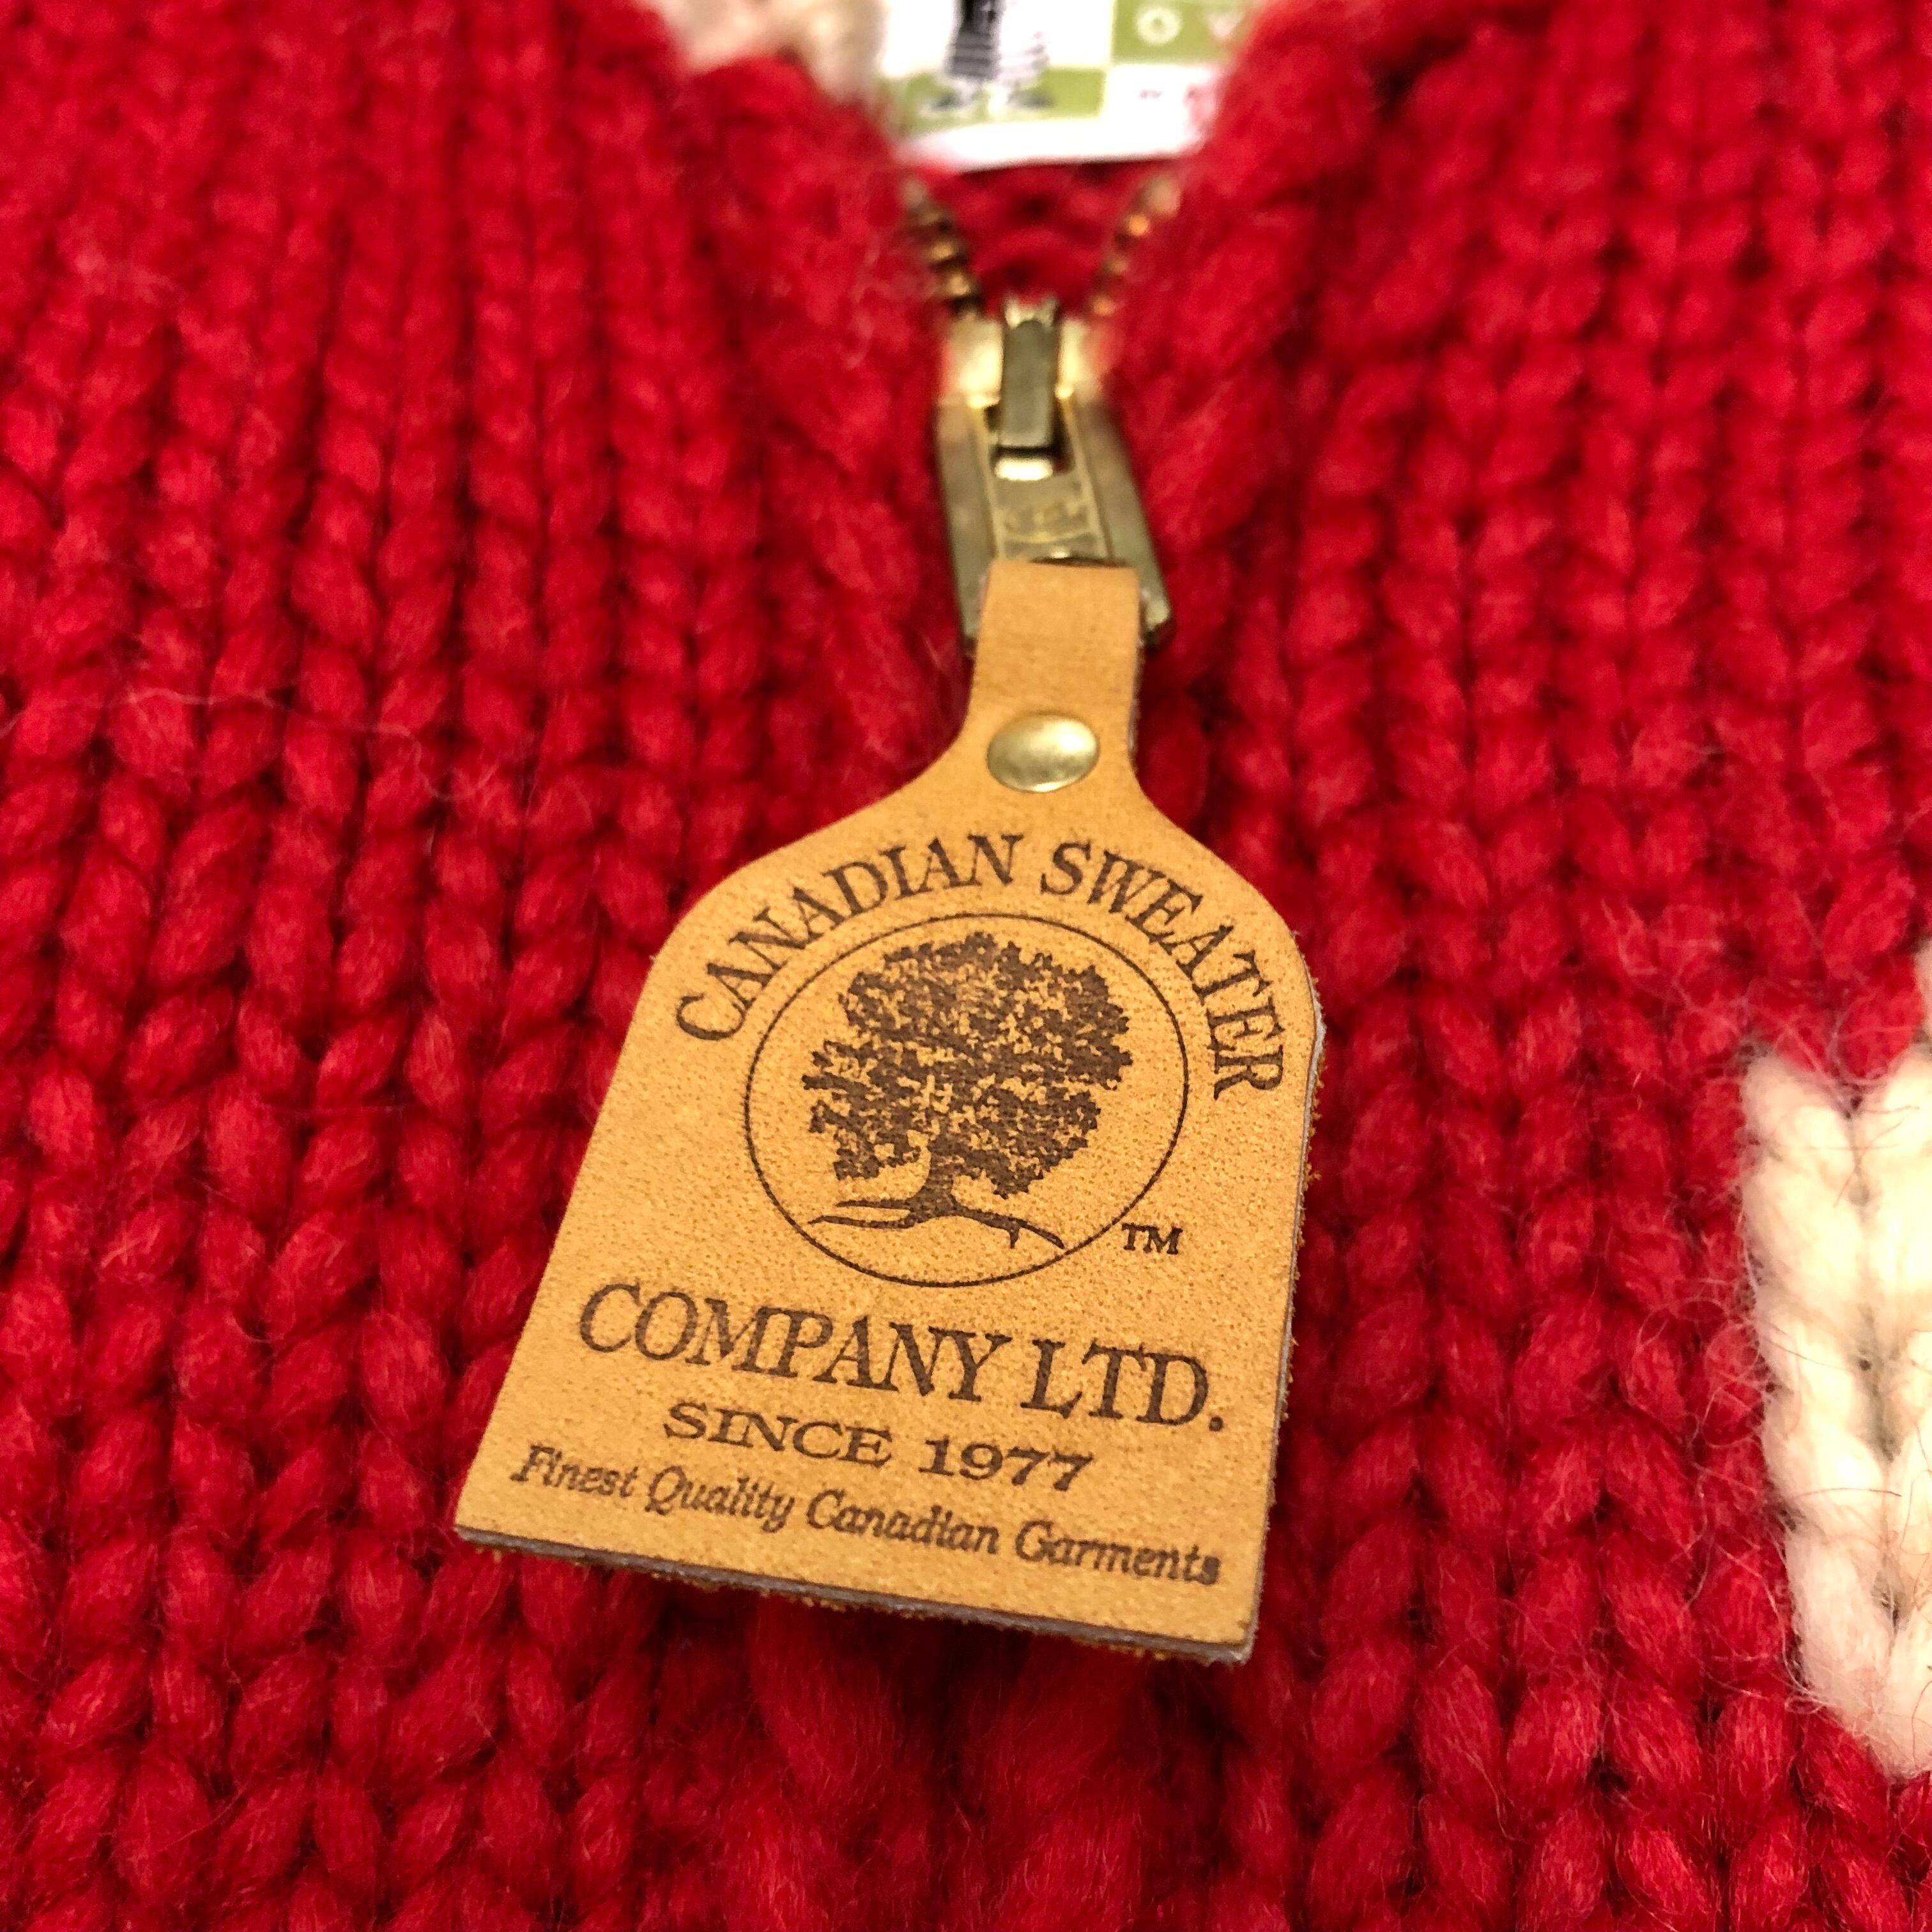 CANADIAN SWEATER
TM
COMPANY LTD.
SINCE 1977
Finest Quality Canadian Garments